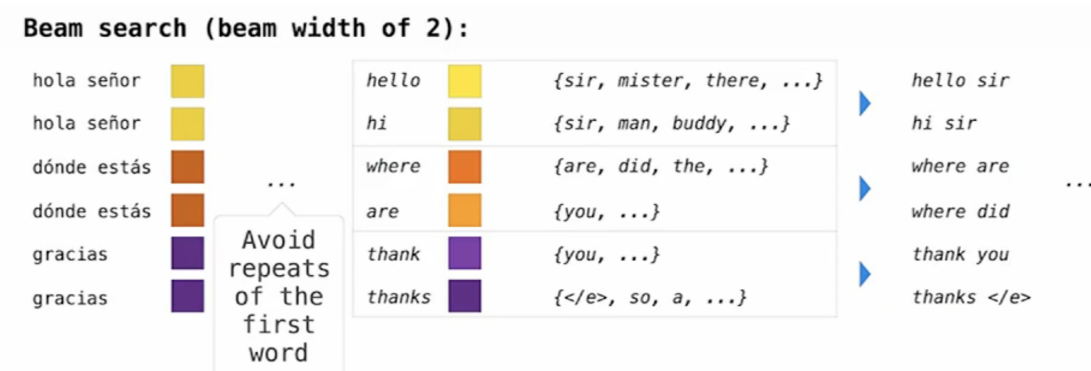 Beam search (beam width of 2):
hola señor hello {sir, mister, there, ...} hello sir
hola señor hi {sir, man, buddy, ...} hi sir
dónde estás where {are, did, the, ...} where are
... ...
dónde estás are {you, ...} where did
gracias thank {you, ...} thank you
gracias thanks {</e>, so, a, ...} thanks </e>
Avoid
repeats
of the
first
word